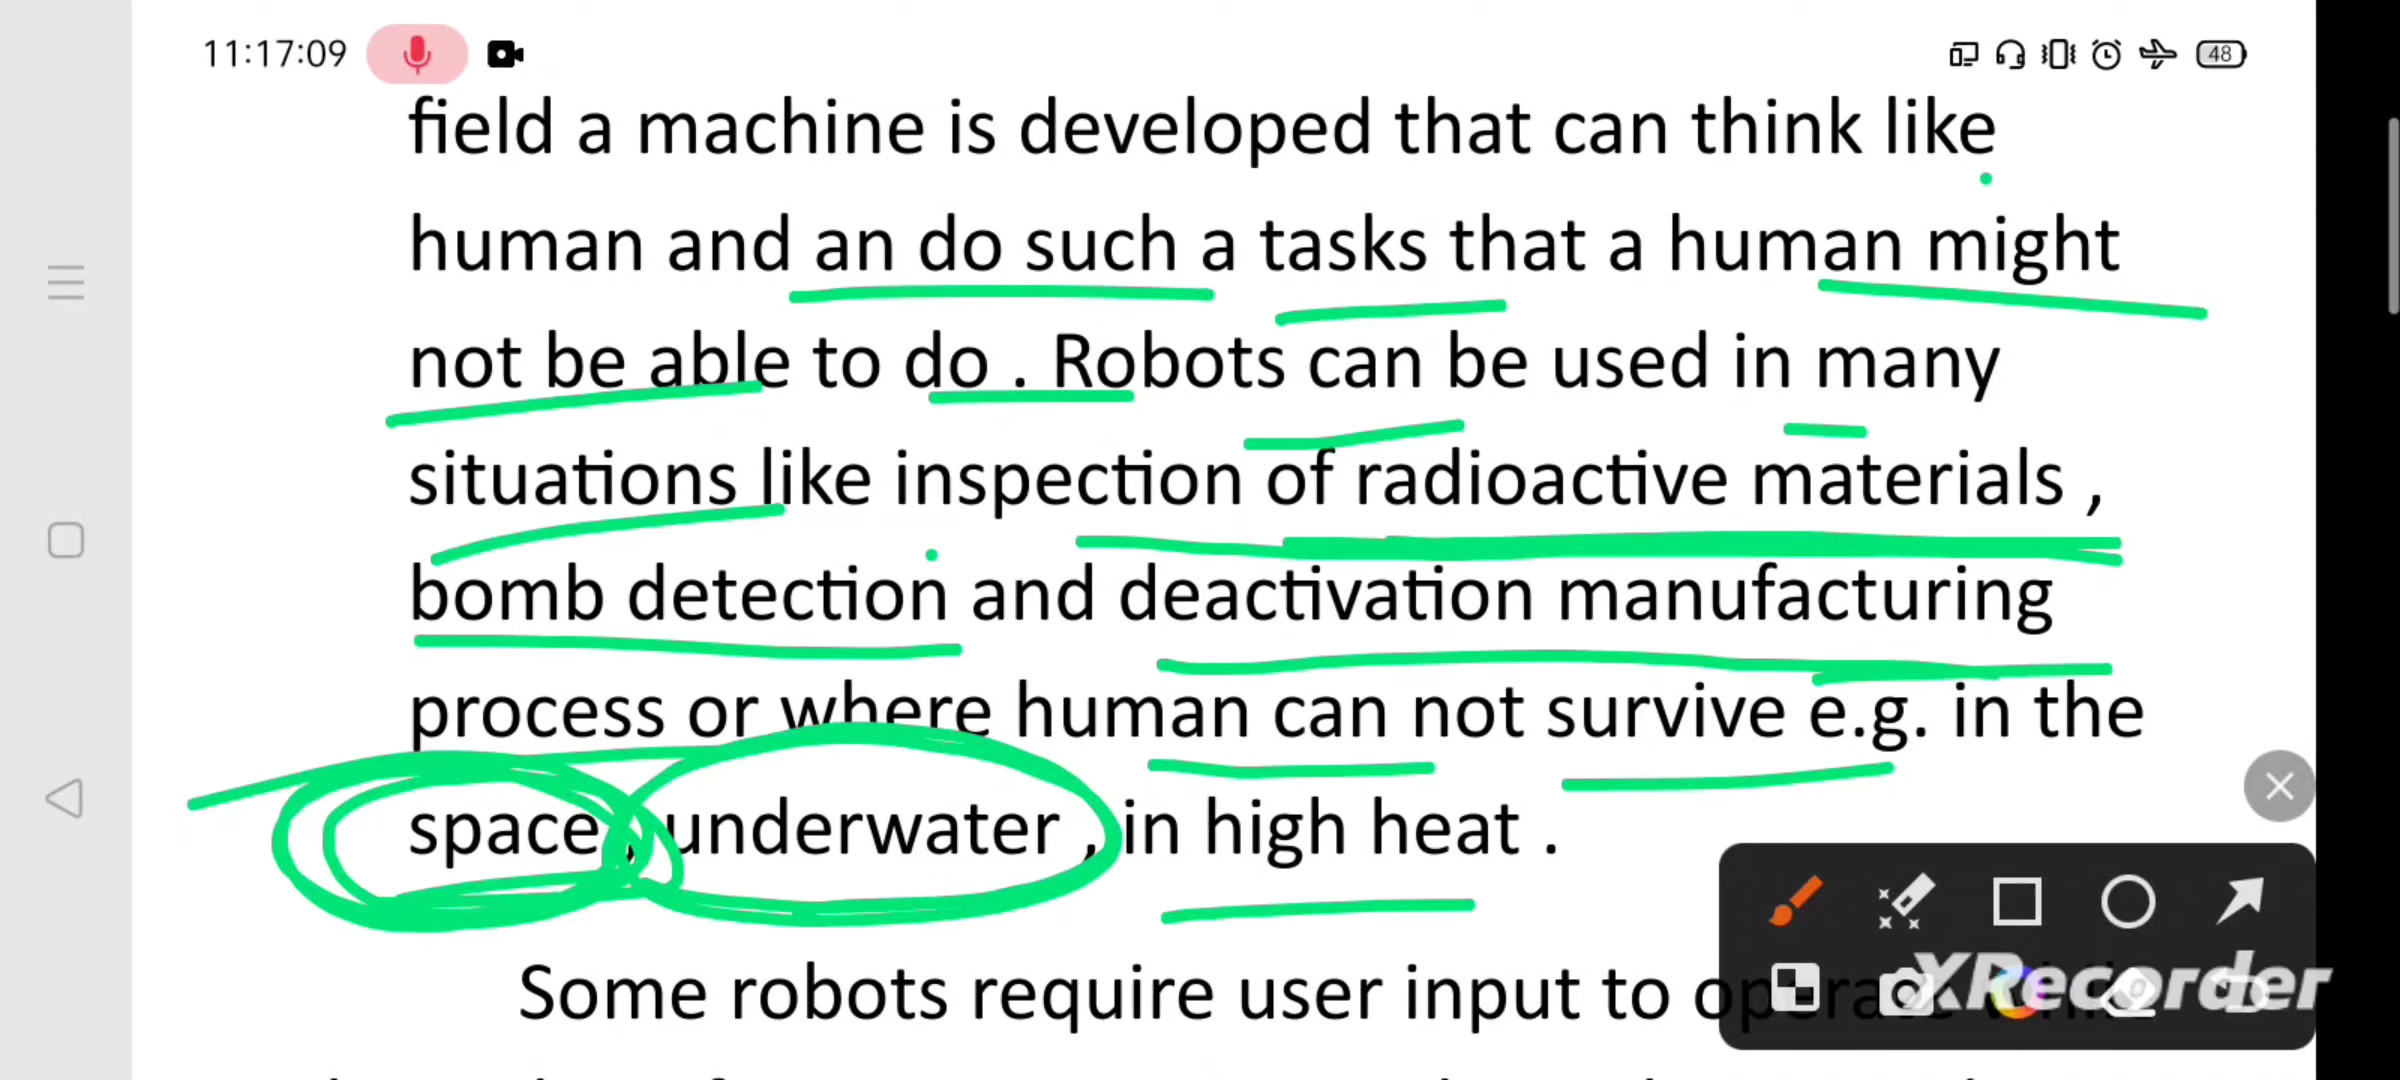 11:17:09
48
field a machine is developed that can think like
human and an do such a tasks that a human might
not be able to do . Robots can be used in many
situations like inspection of radioactive materials ,
bomb detection and deactivation manufacturing
process or where human can not survive e.g. in the
space , underwater , in high heat .
Some robots require user input to operate
XRecorder